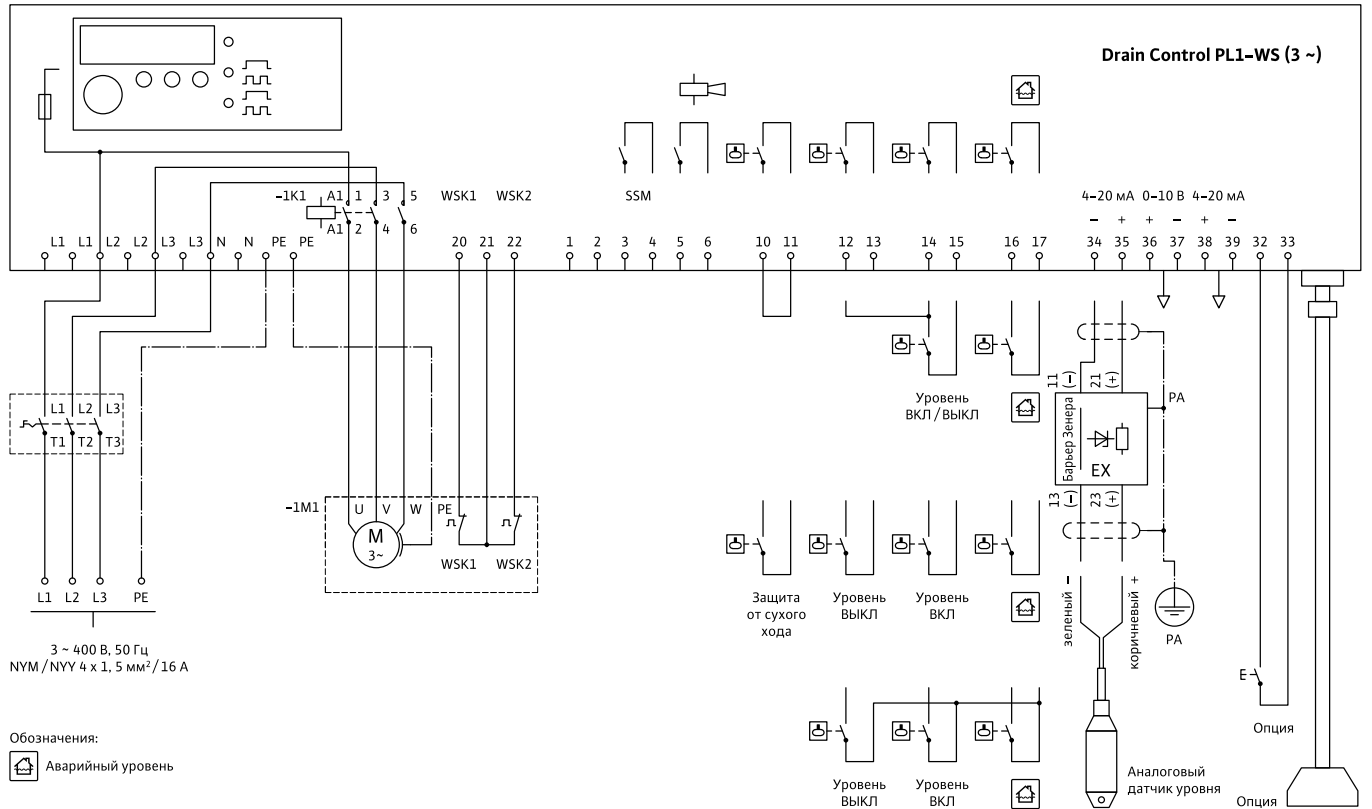 Drain Control PL1-WS (3 ~)
-1K1 A1 1 3 5 WSK1 WSK2 SSM
4-20 мА 0-10 В 4-20 мА
- + + - + -
A1 2 4 6
L1 L1 L2 L2 L3 L3 N N PE PE 20 21 22 1 2 3 4 5 6 10 11 12 13 14 15 16 17 34 35 36 37 38 39 32 33
11 (-) 21 (+)
L1 L2 L3
T1 T2 T3
Уровень
ВКЛ / ВЫКЛ
Барьер Зенера
EX
PA
13 (-) 23 (+)
-1M1 U V W PE
M
3~
WSK1 WSK2
L1 L2 L3 PE
3 ~ 400 В, 50 Гц
NYM / NYY 4 x 1, 5 мм² / 16 А
Защита
от сухого
хода
Уровень
ВЫКЛ
Уровень
ВКЛ
зеленый -
коричневый +
PA
E
Опция
Обозначения:
Аварийный уровень
Уровень
ВЫКЛ
Уровень
ВКЛ
Аналоговый
датчик уровня
Опция